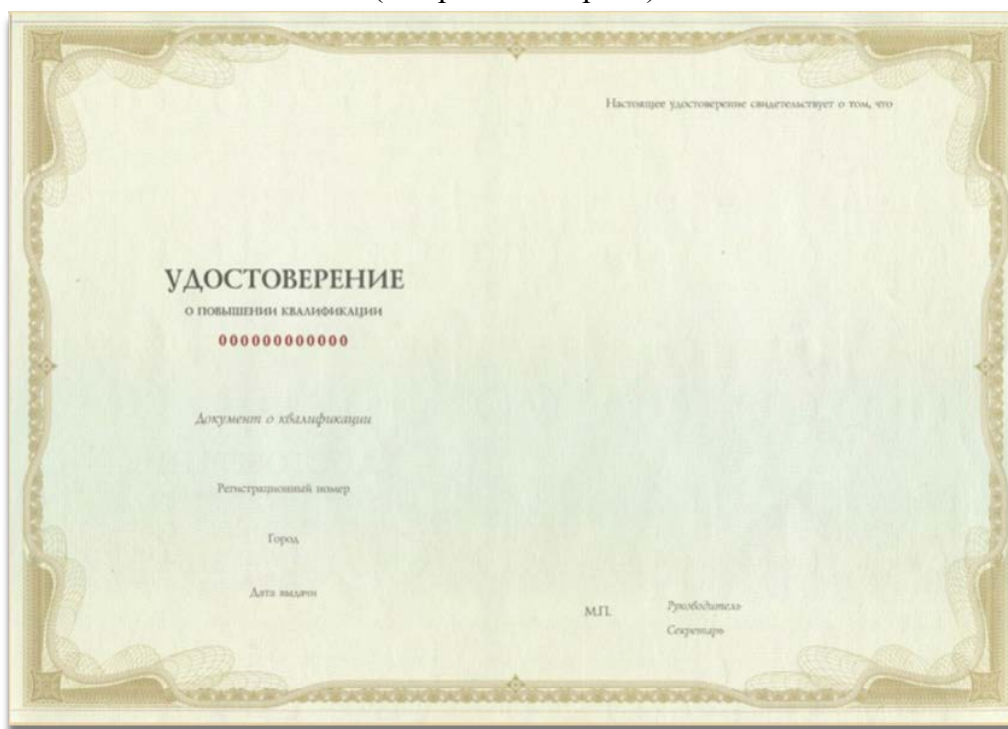 УДОСТОВЕРЕНИЕ
О ПОВЫШЕНИИ КВАЛИФИКАЦИИ
000000000000
Документ о квалификации
Регистрационный номер
Город
Дата выдачи
Настоящее удостоверение свидетельствует о том, что
М.П.
Руководитель
Секретарь